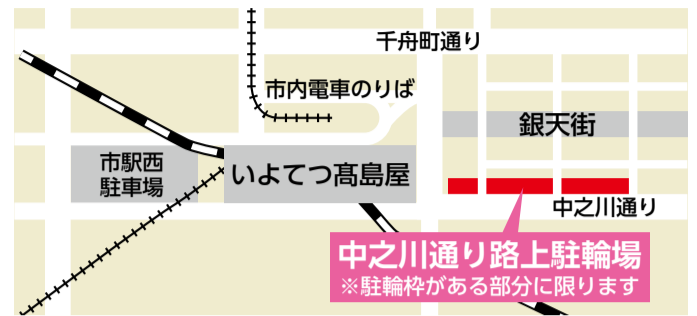 千舟町通り
市内電車のりば
銀天街
市駅西
駐車場
いよてつ髙島屋
中之川通り
中之川通り路上駐輪場
※駐輪枠がある部分に限ります